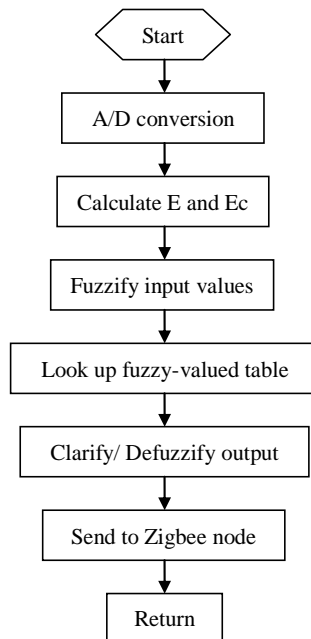 Start
A/D conversion
Calculate E and Ec
Fuzzify input values
Look up fuzzy-valued table
Clarify/ Defuzzify output
Send to Zigbee node
Return